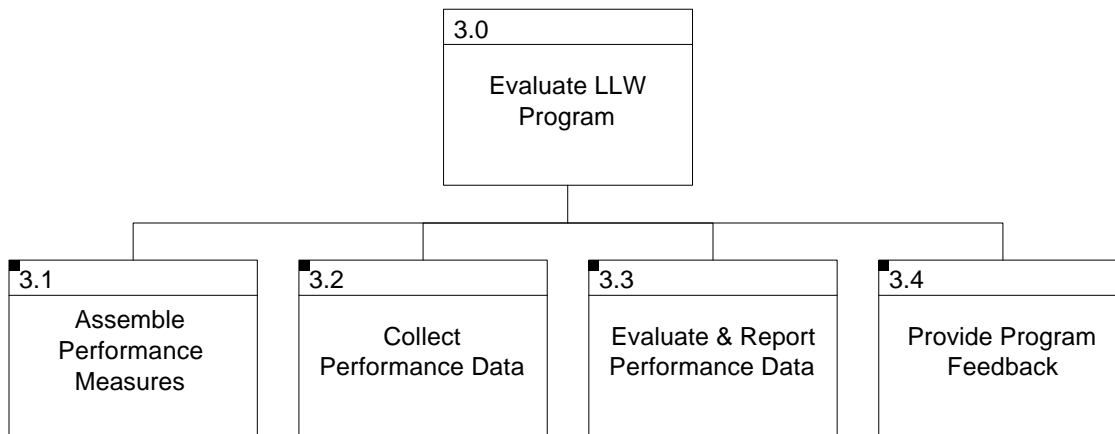 3.0
Evaluate LLW
Program
3.1
Assemble
Performance
Measures
3.2
Collect
Performance Data
3.3
Evaluate & Report
Performance Data
3.4
Provide Program
Feedback